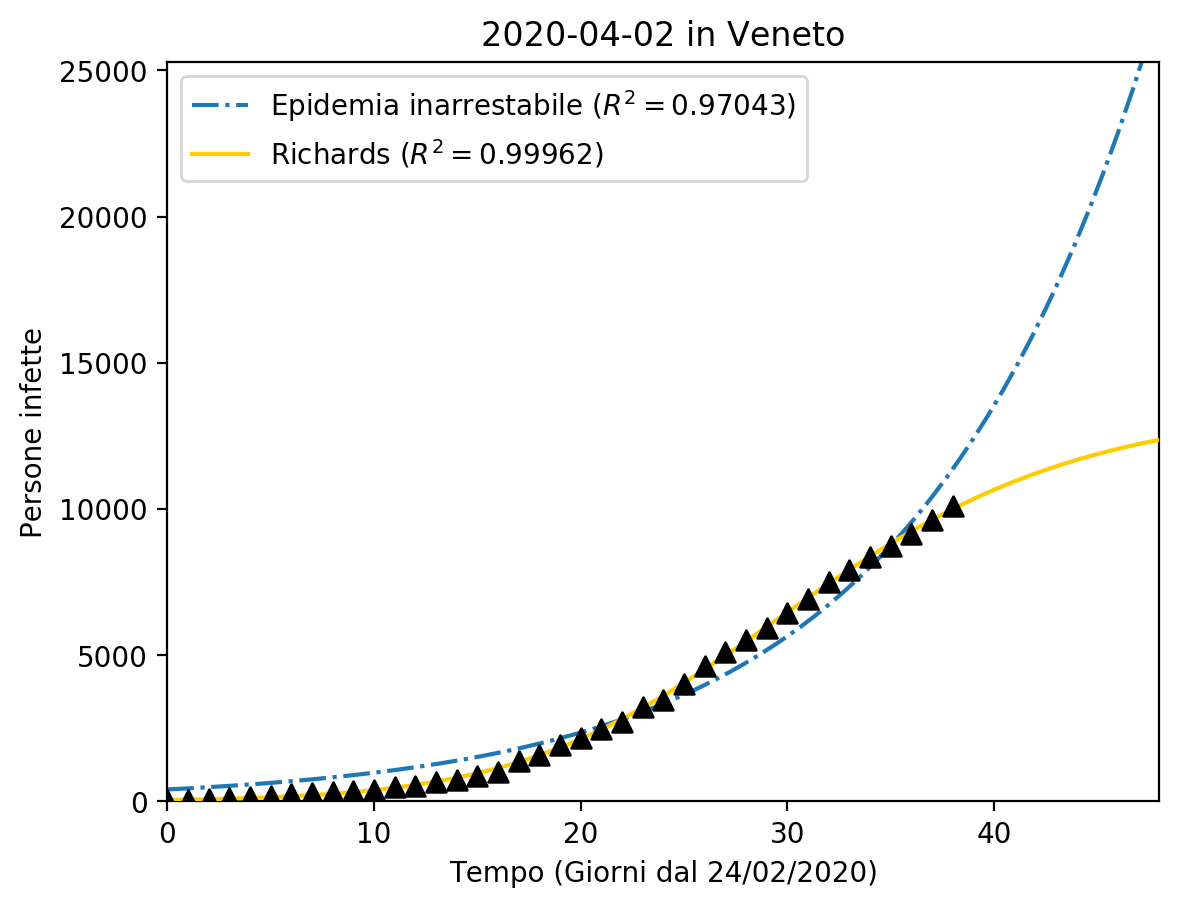 2020-04-02 in Veneto
25000
20000
15000
10000
5000
0
Persone infette
Epidemia inarrestabile (R² = 0.97043)
Richards (R² = 0.99962)
0 10 20 30 40
Tempo (Giorni dal 24/02/2020)